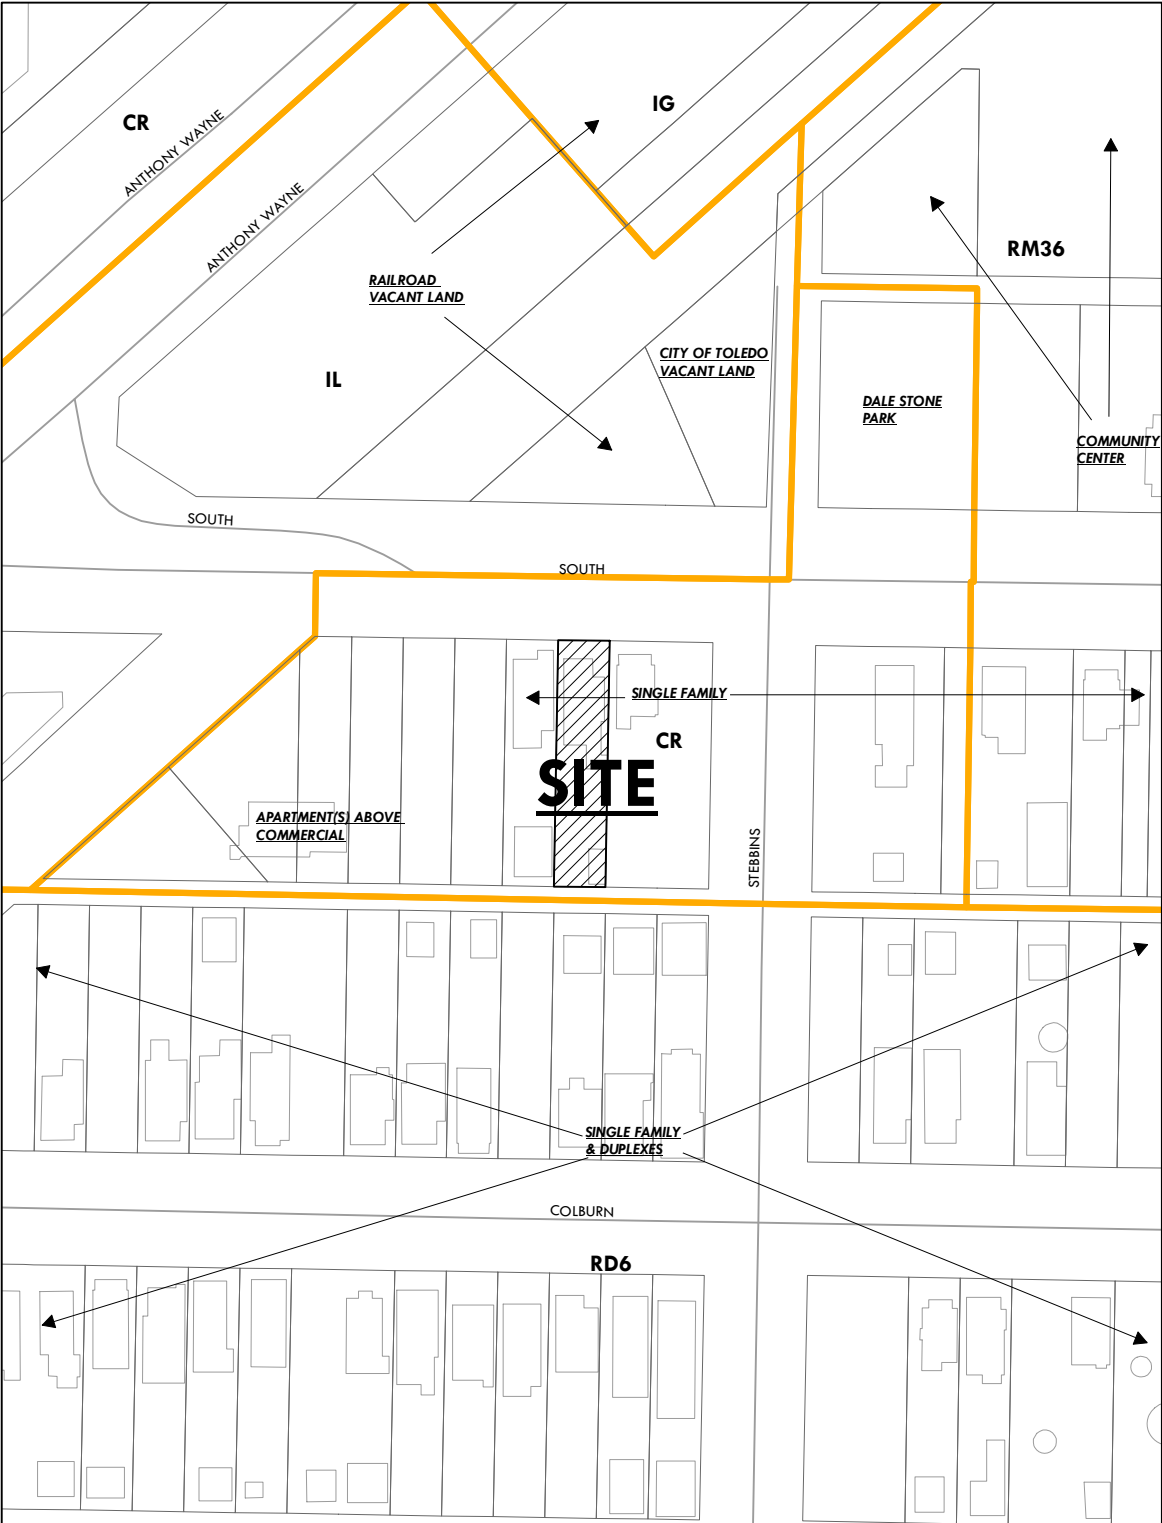 IG
CR
ANTHONY WAYNE
ANTHONY WAYNE
RM36
RAILROAD
VACANT LAND
CITY OF TOLEDO
VACANT LAND
IL
DALE STONE
PARK
COMMUNITY
CENTER
SOUTH
SOUTH
SINGLE FAMILY
CR
SITE
APARTMENT(S) ABOVE
COMMERCIAL
STEBBINS
SINGLE FAMILY
& DUPLEXES
COLBURN
RD6